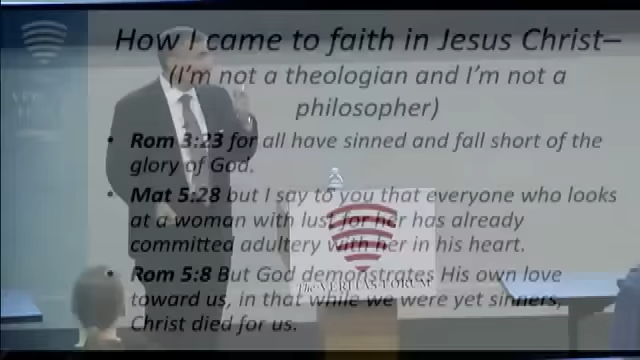 How I came to faith in Jesus Christ–
(I'm not a theologian and I'm not a
philosopher)
• Rom 3:23 for all have sinned and fall short of the
glory of God.
• Mat 5:28 but I say to you that everyone who looks
at a woman with lust for her has already
committed adultery with her in his heart.
• Rom 5:8 But God demonstrates His own love
toward us, in that while we were yet sinners,
Christ died for us.
The VERITAS FORUM